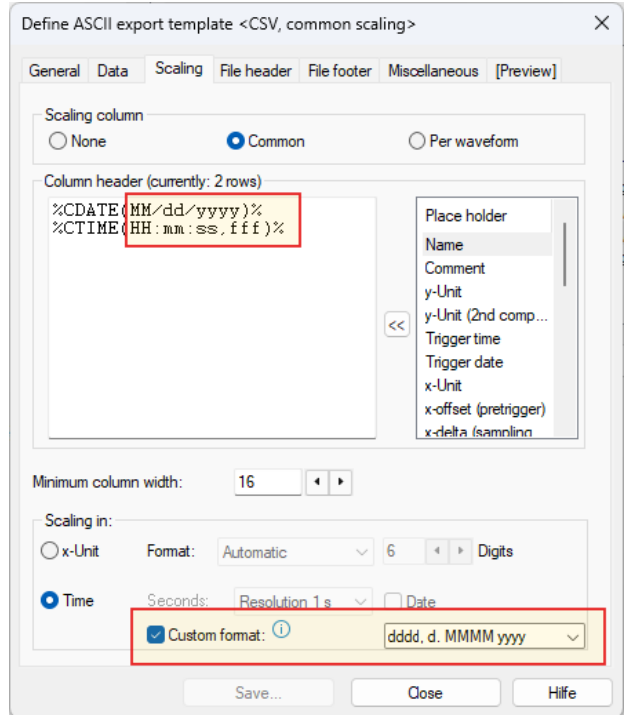 Define ASCII export template <CSV, common scaling>
General Data Scaling File header File footer Miscellaneous [Preview]
Scaling column
None Common Per waveform
Column header (currently: 2 rows)
%CDATE(MM/dd/yyyy)%
%CTIME(HH:mm:ss,fff)%
Place holder
Name
Comment
y-Unit
y-Unit (2nd comp...
Trigger time
Trigger date
x-Unit
x-offset (pretrigger)
x-delta (sampling
<<
Minimum column width: 16
Scaling in:
x-Unit Format: Automatic 6 Digits
Time Seconds: Resolution 1 s Date
Custom format: dddd, d. MMMM yyyy
Save... Close Hilfe